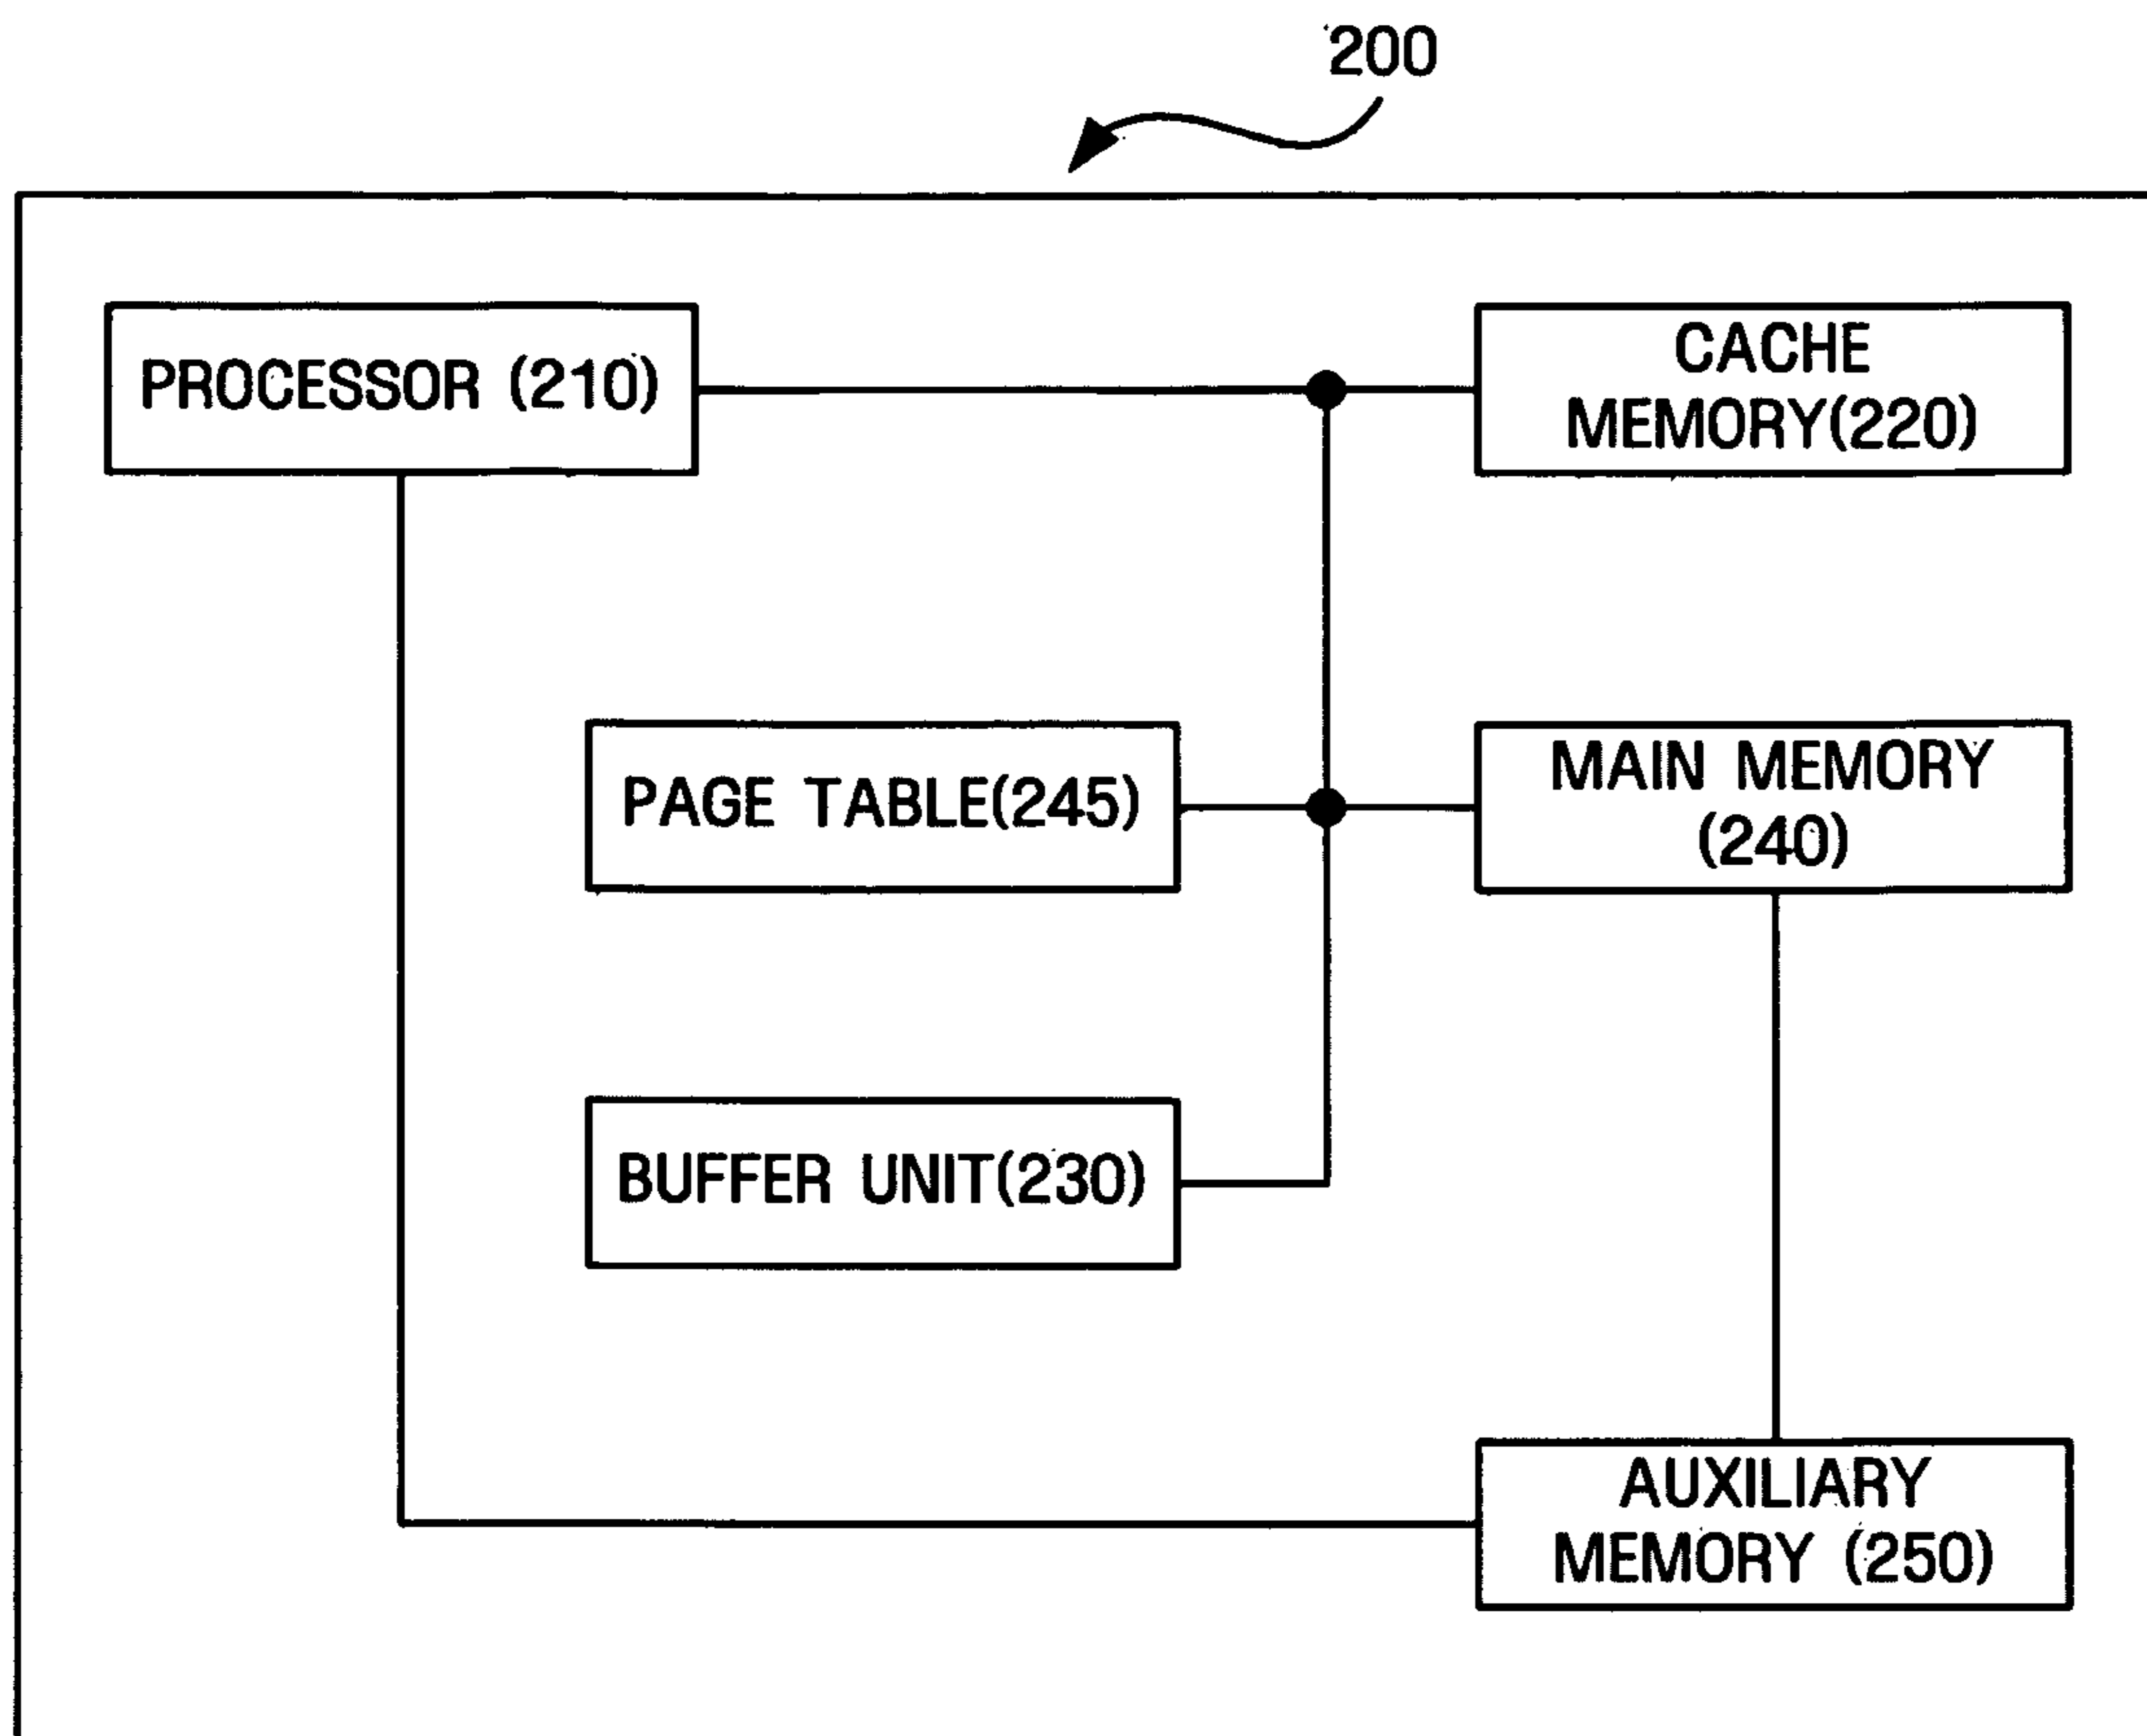 200
PROCESSOR (210)
CACHE
MEMORY(220)
PAGE TABLE(245)
MAIN MEMORY
(240)
BUFFER UNIT(230)
AUXILIARY
MEMORY (250)